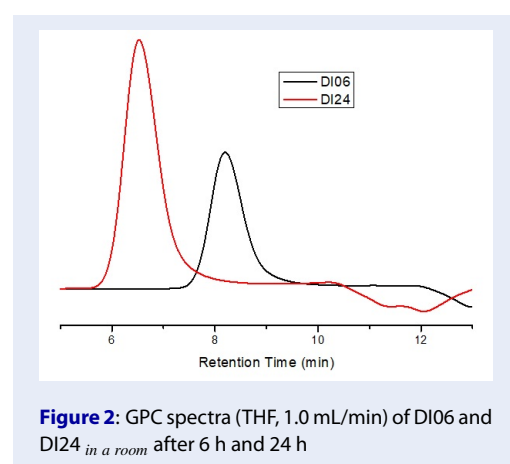 DI06
DI24
6 8 10 12
Retention Time (min)
Figure 2: GPC spectra (THF, 1.0 mL/min) of DI06 and
DI24 in a room after 6 h and 24 h